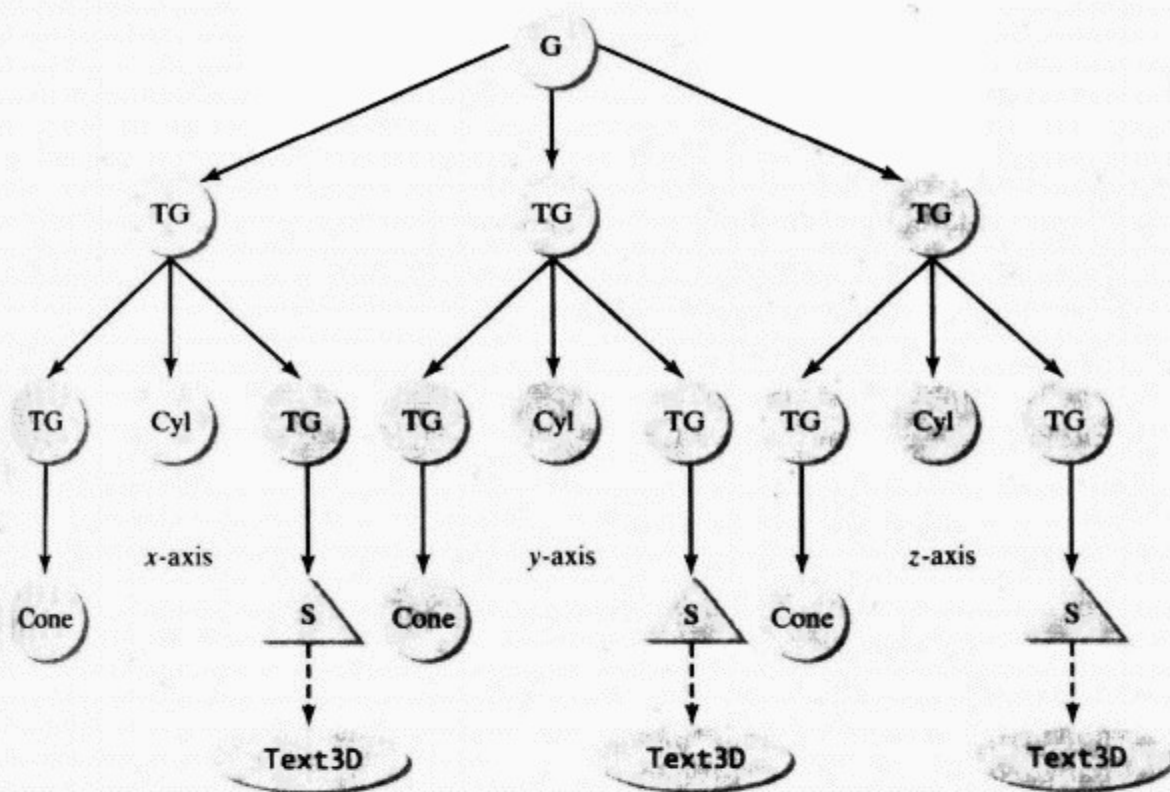 G
TG TG TG
TG Cyl TG TG Cyl TG TG Cyl TG
x-axis y-axis z-axis
Cone S Cone S Cone S
Text3D Text3D Text3D